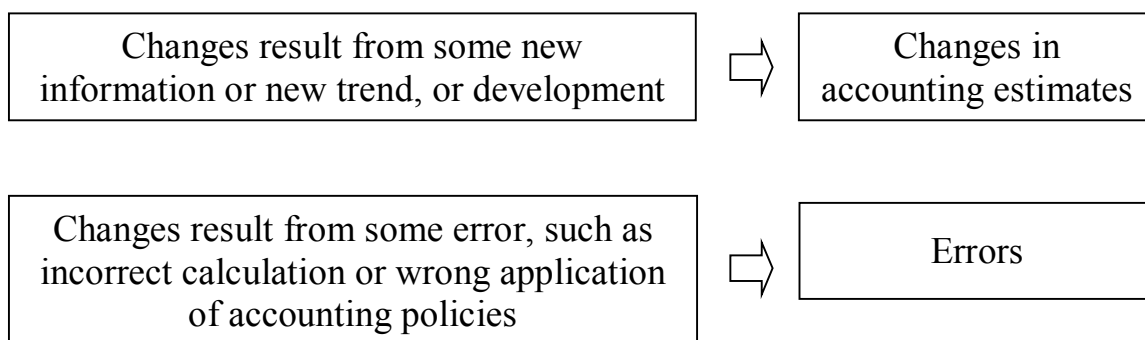 Changes result from some new
information or new trend, or development
Changes in
accounting estimates
Changes result from some error, such as
incorrect calculation or wrong application
of accounting policies
Errors